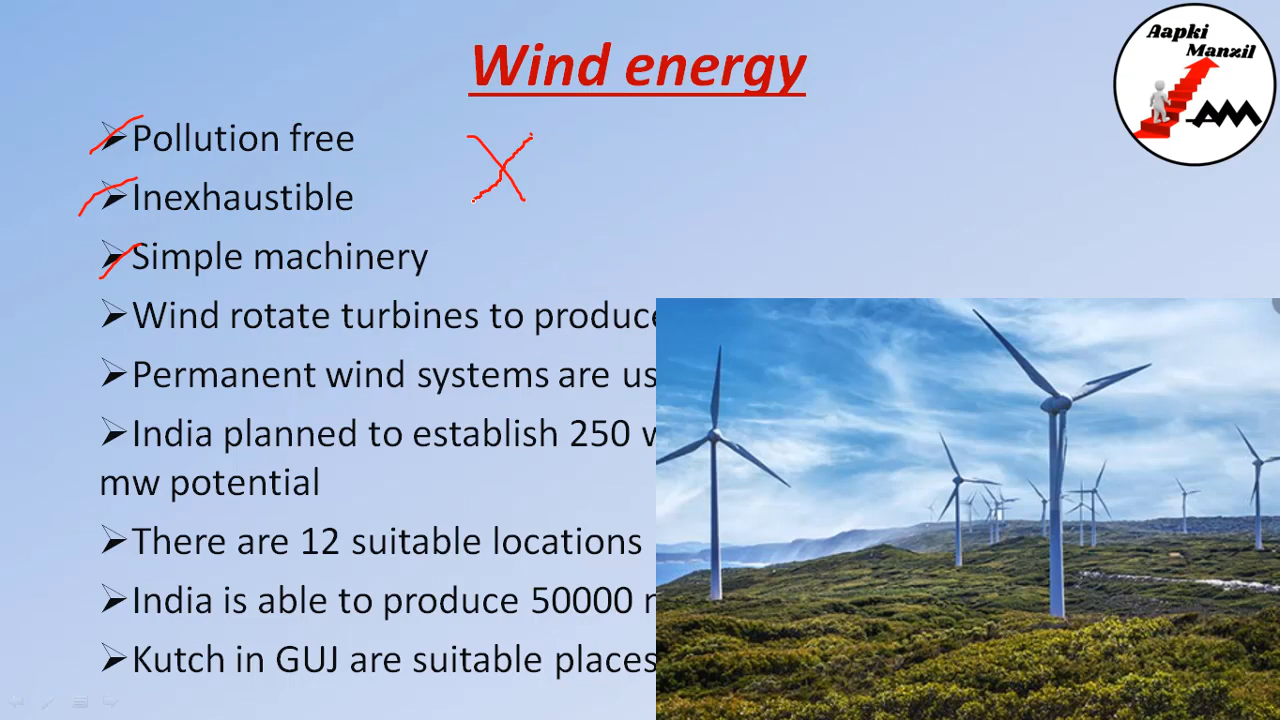 Wind energy
Aapki
Manzil
AM
Pollution free
Inexhaustible
Simple machinery
Wind rotate turbines to produce
Permanent wind systems are us
India planned to establish 250 w
mw potential
There are 12 suitable locations
India is able to produce 50000 m
Kutch in GUJ are suitable places